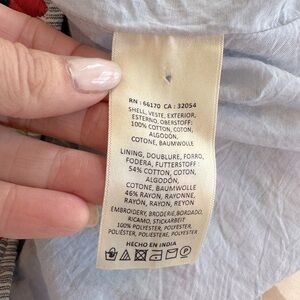 RN : 66170 CA : 32054
SHELL, VESTE, EXTERIOR,
ESTERNO, OBERSTOFF:
100% COTTON, COTON,
ALGODÓN,
COTONE, BAUMWOLLE
LINING, DOUBLURE, FORRO,
FODERA, FUTTERSTOFF:
54% COTTON, COTON,
ALGODÓN,
COTONE, BAUMWOLLE
46% RAYON, RAYONNE,
RAYÓN, RAYON, REYON
EMBROIDERY, BRODERIE, BORDADO,
RICAMO, STICKARBEIT
100% POLYESTER, POLYESTER,
POLIÉSTER, POLIESTERE, POLYESTER
HECHO EN INDIA